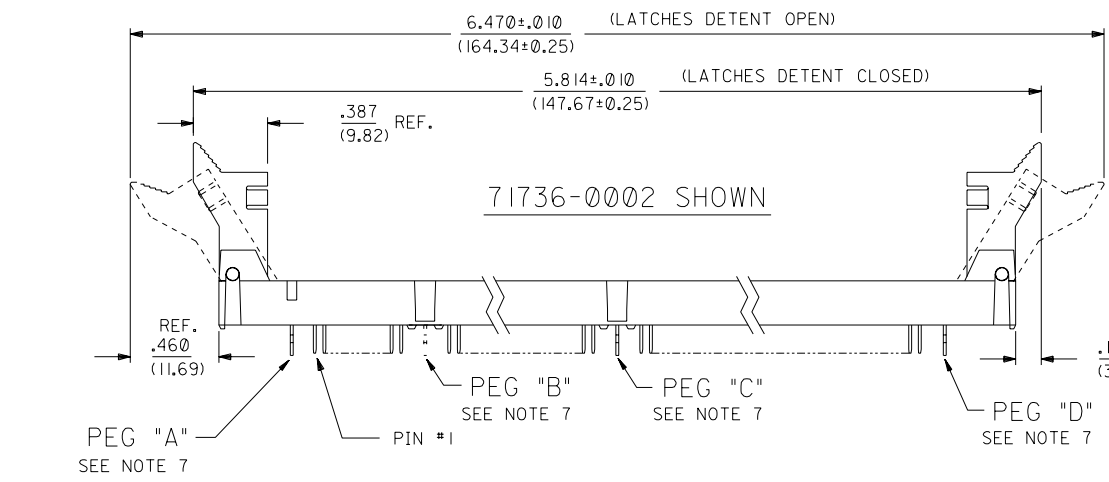 6.470±.010 (LATCHES DETENT OPEN)
(164.34±0.25)
5.814±.010 (LATCHES DETENT CLOSED)
(147.67±0.25)
.387 REF.
(9.82)
71736-0002 SHOWN
REF.
.460
(11.69)
PEG "A"
SEE NOTE 7
PIN #1
PEG "B"
SEE NOTE 7
PEG "C"
SEE NOTE 7
PEG "D"
SEE NOTE 7